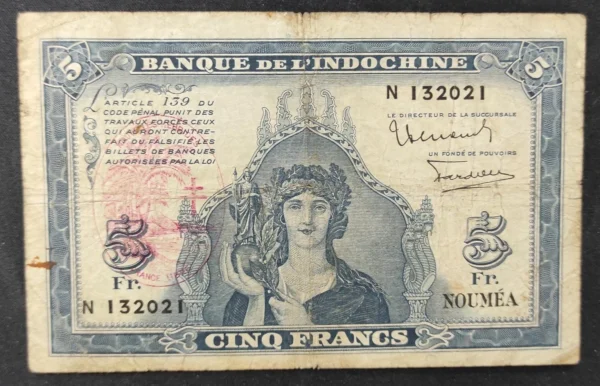 5 BANQUE DE L'INDOCHINE 5
N 132021
L'ARTICLE 139 DU
CODE PÉNAL PUNIT DES
TRAVAUX FORCÉS CEUX
QUI AURONT CONTRE-
FAIT OU FALSIFIÉ LES
BILLETS DE BANQUES
AUTORISÉES PAR LA LOI
LE DIRECTEUR DE LA SUCCURSALE
UN FONDÉ DE POUVOIRS
5
Fr.
5
Fr.
N 132021
NOUMÉA
CINQ FRANCS